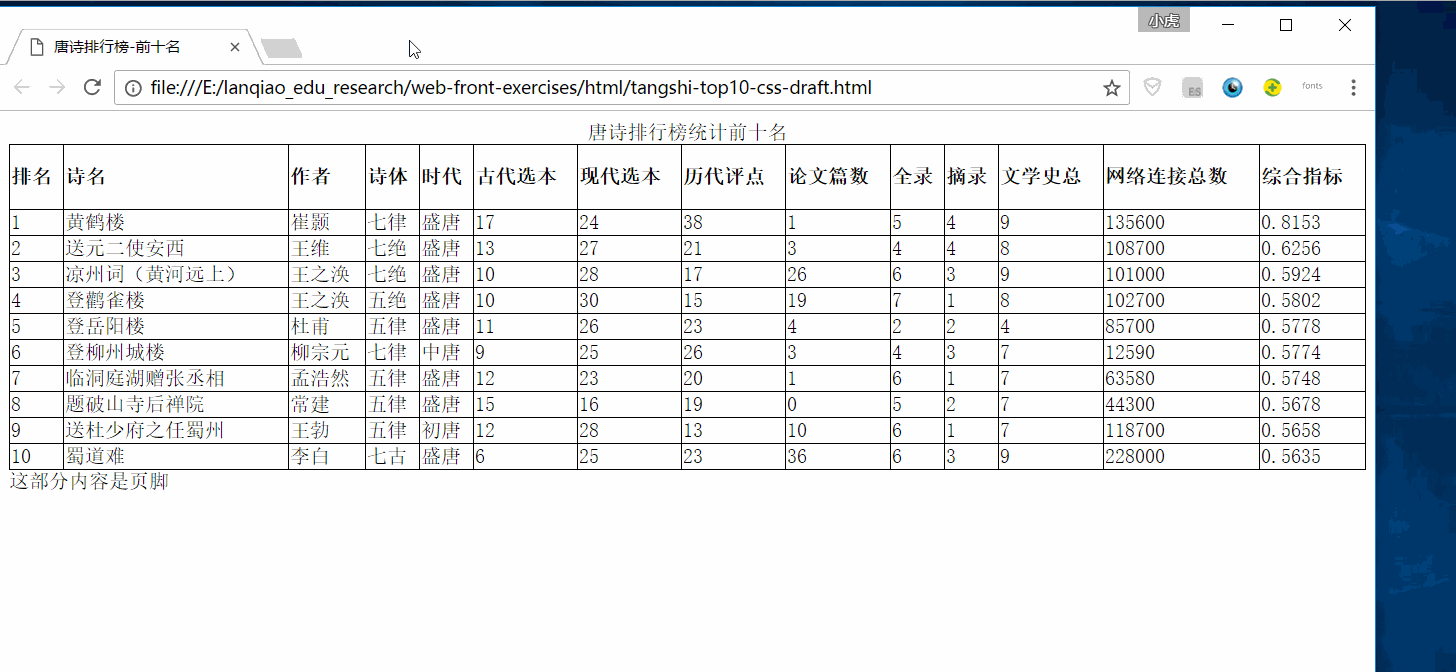 小虎
唐诗排行榜-前十名
file:///E:/lanqiao_edu_research/web-front-exercises/html/tangshi-top10-css-draft.html
ES
fonts
唐诗排行榜统计前十名
排名 诗名 作者 诗体 时代 古代选本 现代选本 历代评点 论文篇数 全录 摘录 文学史总 网络连接总数 综合指标
1 黄鹤楼 崔颢 七律 盛唐 17 24 38 1 5 4 9 135600 0.8153
2 送元二使安西 王维 七绝 盛唐 13 27 21 3 4 4 8 108700 0.6256
3 凉州词（黄河远上） 王之涣 七绝 盛唐 10 28 17 26 6 3 9 101000 0.5924
4 登鹳雀楼 王之涣 五绝 盛唐 10 30 15 19 7 1 8 102700 0.5802
5 登岳阳楼 杜甫 五律 盛唐 11 26 23 4 2 2 4 85700 0.5778
6 登柳州城楼 柳宗元 七律 中唐 9 25 26 3 4 3 7 12590 0.5774
7 临洞庭湖赠张丞相 孟浩然 五律 盛唐 12 23 20 1 6 1 7 63580 0.5748
8 题破山寺后禅院 常建 五律 盛唐 15 16 19 0 5 2 7 44300 0.5678
9 送杜少府之任蜀州 王勃 五律 初唐 12 28 13 10 6 1 7 118700 0.5658
10 蜀道难 李白 七古 盛唐 6 25 23 36 6 3 9 228000 0.5635
这部分内容是页脚